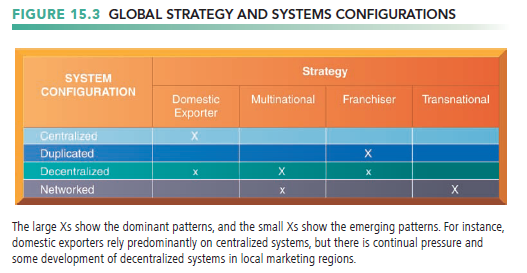 FIGURE 15.3 GLOBAL STRATEGY AND SYSTEMS CONFIGURATIONS
SYSTEM CONFIGURATION Strategy
Domestic Exporter Multinational Franchiser Transnational
Centralized X
Duplicated X
Decentralized x X x
Networked x X
The large Xs show the dominant patterns, and the small Xs show the emerging patterns. For instance,
domestic exporters rely predominantly on centralized systems, but there is continual pressure and
some development of decentralized systems in local marketing regions.